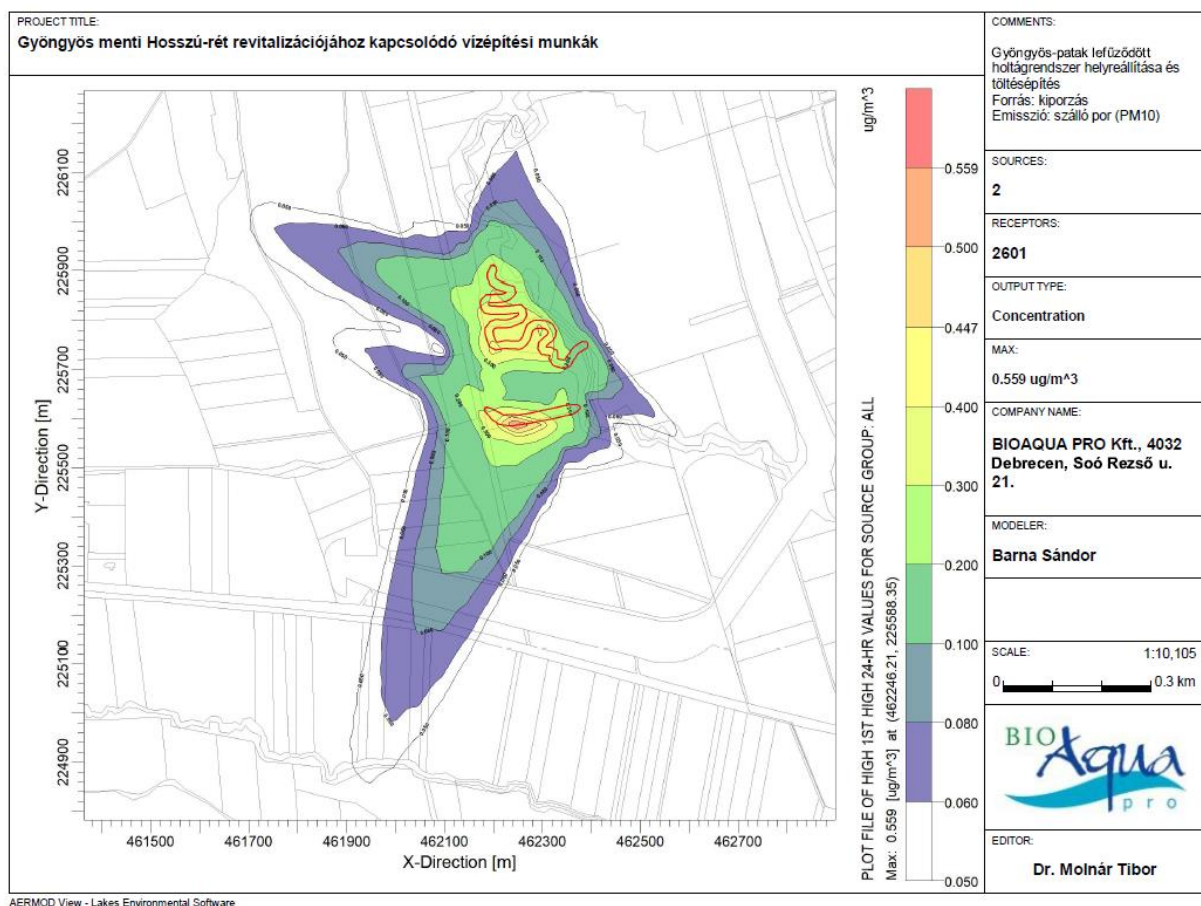 PROJECT TITLE:
Gyöngyös menti Hosszú-rét revitalizációjához kapcsolódó vízépítési munkák
226100
225900
225700
225500
225300
225100
224900
Y-Direction [m]
461500
461700
461900
462100
462300
462500
462700
X-Direction [m]
ug/m^3
PLOT FILE OF HIGH 1ST HIGH 24-HR VALUES FOR SOURCE GROUP: ALL
Max: 0.559 [ug/m^3] at (462246.21, 225588.35)
0.559
0.500
0.447
0.400
0.300
0.200
0.100
0.080
0.060
0.050
COMMENTS:
Gyöngyös-patak lefűződött
holtágrendszer helyreállítása és
töltésépítés
Forrás: kiporzás
Emisszió: szálló por (PM10)
SOURCES:
2
RECEPTORS:
2601
OUTPUT TYPE:
Concentration
MAX:
0.559 ug/m^3
COMPANY NAME:
BIOAQUA PRO Kft., 4032
Debrecen, Soó Rezső u.
21.
MODELER:
Barna Sándor
SCALE:
1:10,105
0
0.3 km
BIO
Aqua
pro
EDITOR:
Dr. Molnár Tibor
AERMOD View - Lakes Environmental Software